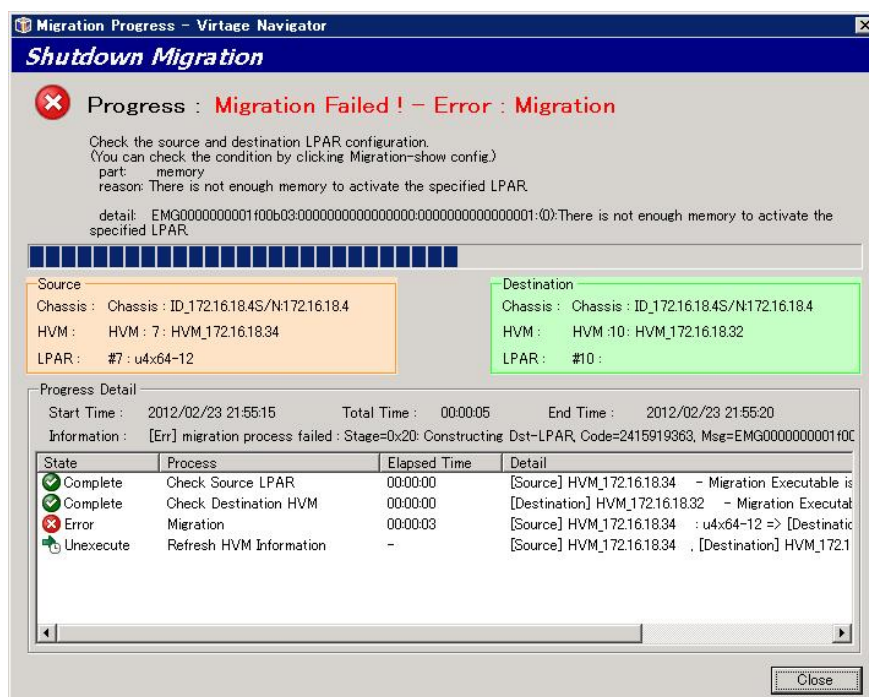 Migration Progress - Virtage Navigator
Shutdown Migration
Progress : Migration Failed ! - Error : Migration
Check the source and destination LPAR configuration.
(You can check the condition by clicking Migration-show config.)
part: memory
reason: There is not enough memory to activate the specified LPAR.
detail: EMG0000000001f00b03:0000000000000000:0000000000000001:(0):There is not enough memory to activate the
specified LPAR.
Source
Chassis : Chassis : ID_172.16.18.4S/N:172.16.18.4
HVM : HVM : 7 : HVM_172.16.18.34
LPAR : #7 : u4x64-12
Destination
Chassis : Chassis : ID_172.16.18.4S/N:172.16.18.4
HVM : HVM :10 : HVM_172.16.18.32
LPAR : #10 :
Progress Detail
Start Time : 2012/02/23 21:55:15 Total Time : 00:00:05 End Time : 2012/02/23 21:55:20
Information : [Err] migration process failed : Stage=0x20: Constructing Dst-LPAR, Code=2415919363, Msg=EMG0000000001f00
State Process Elapsed Time Detail
Complete Check Source LPAR 00:00:00 [Source] HVM_172.16.18.34 - Migration Executable is
Complete Check Destination HVM 00:00:00 [Destination] HVM_172.16.18.32 - Migration Executab
Error Migration 00:00:03 [Source] HVM_172.16.18.34 : u4x64-12 => [Destinatio
Unexecute Refresh HVM Information - [Source] HVM_172.16.18.34 , [Destination] HVM_172.1
Close